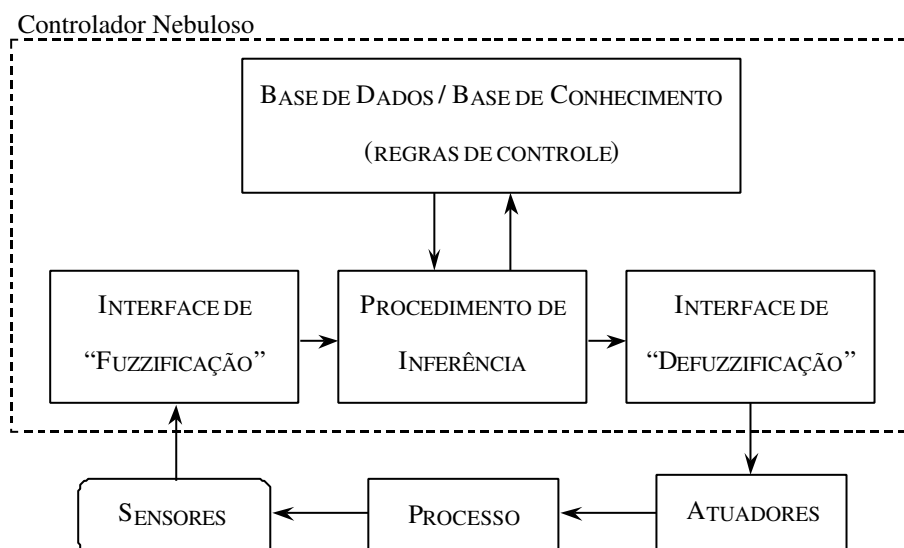 Controlador Nebuloso
BASE DE DADOS / BASE DE CONHECIMENTO
(REGRAS DE CONTROLE)
INTERFACE DE
“FUZZIFICAÇÃO”
PROCEDIMENTO DE
INFERÊNCIA
INTERFACE DE
“DEFUZZIFICAÇÃO”
SENSORES
PROCESSO
ATUADORES